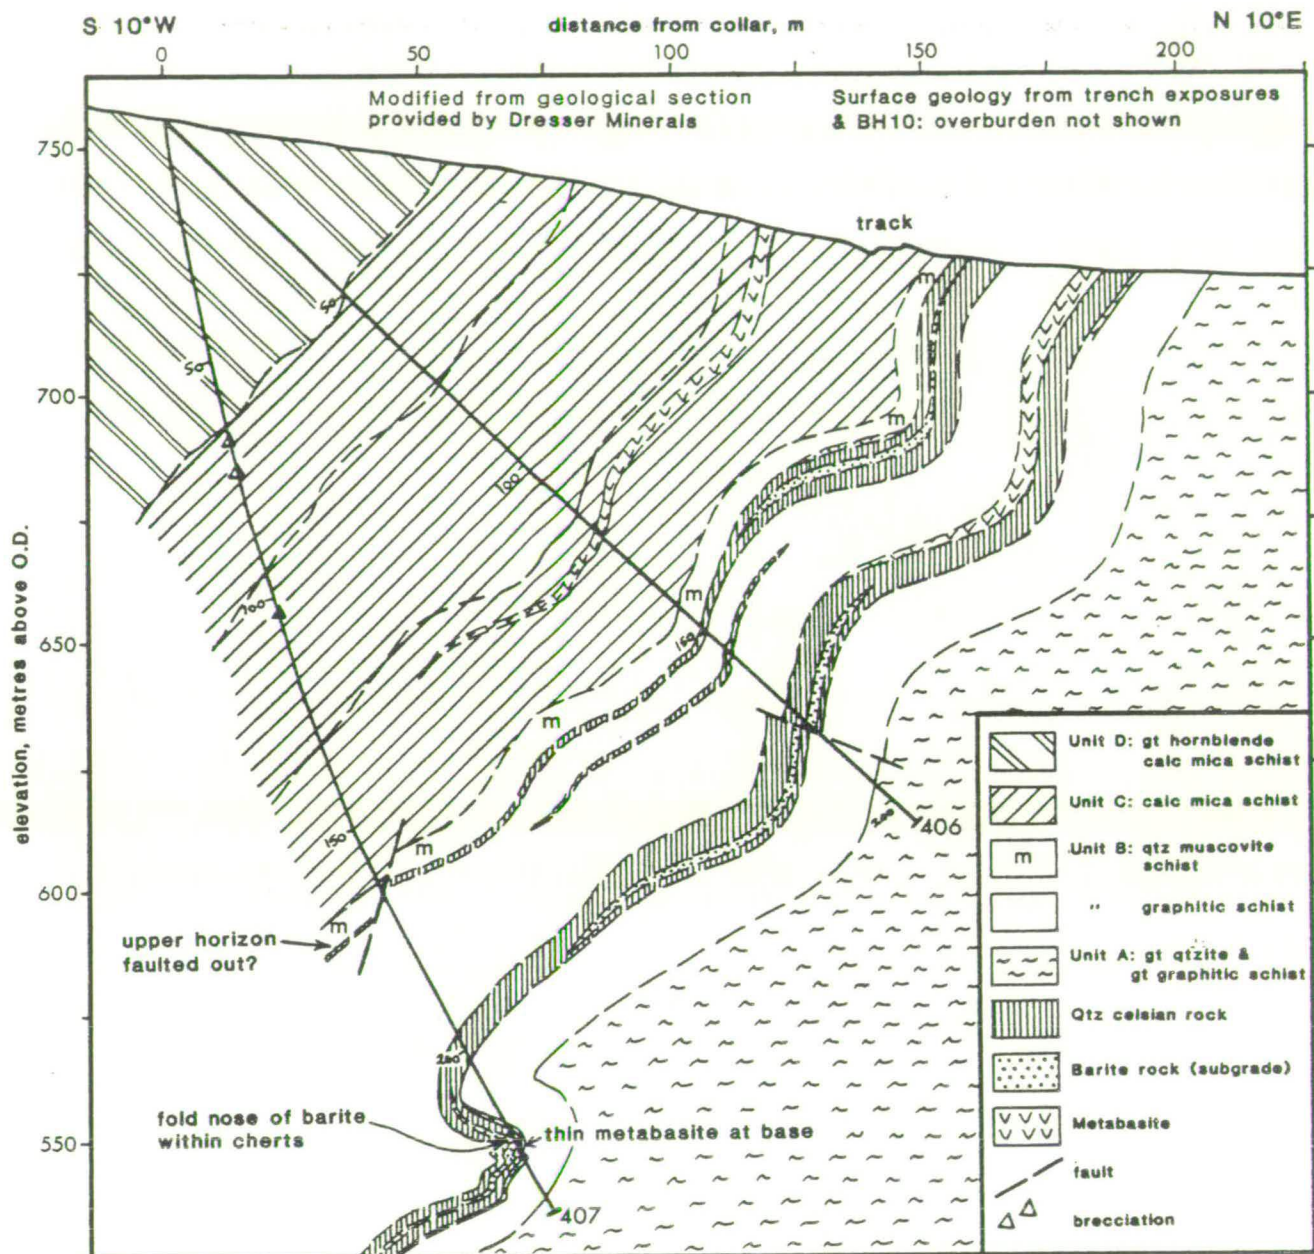 S 10°W
distance from collar, m
N 10°E
0 50 100 150 200
Modified from geological section
provided by Dresser Minerals
Surface geology from trench exposures
& BH10: overburden not shown
750
track
50
50
m
700
m
100
elevation, metres above O.D.
100
m
650
150
m
150
200
406
m
600
m
upper horizon
faulted out?
200
fold nose of barite
within cherts
thin metabasite at base
550
407
Unit D: gt hornblende
calc mica schist
Unit C: calc mica schist
m
Unit B: qtz muscovite
schist
" graphitic schist
Unit A: gt qtzite &
gt graphitic schist
Qtz celsian rock
Barite rock (subgrade)
Metabasite
fault
brecciation